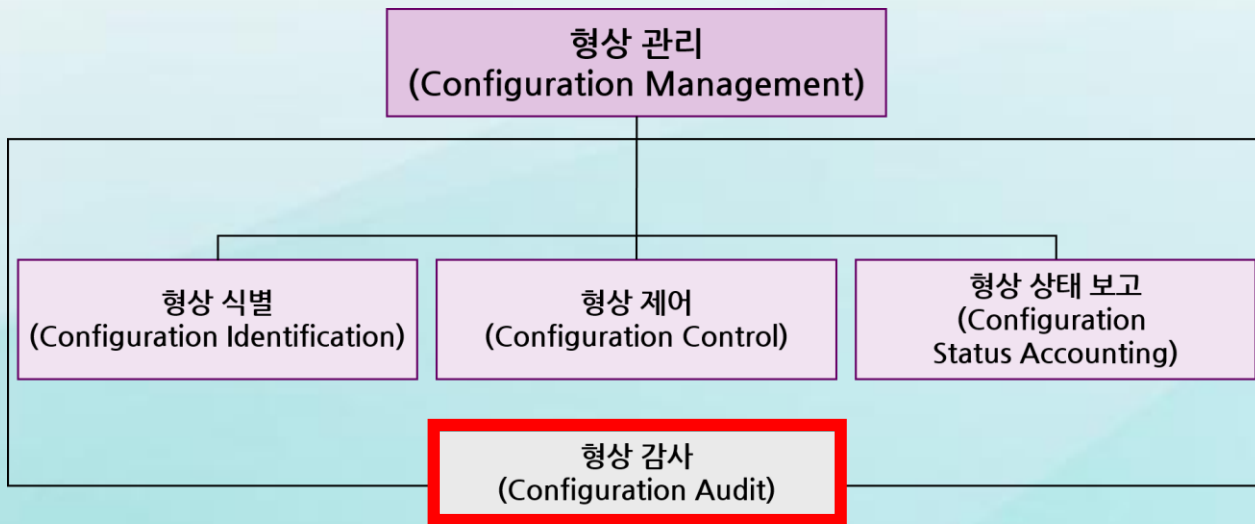 형상 관리
(Configuration Management)
형상 식별
(Configuration Identification)
형상 제어
(Configuration Control)
형상 상태 보고
(Configuration
Status Accounting)
형상 감사
(Configuration Audit)